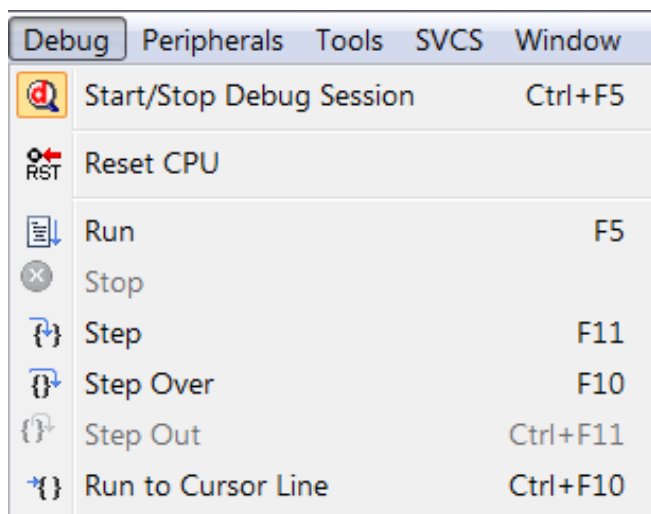 Debug Peripherals Tools SVCS Window
d Start/Stop Debug Session Ctrl+F5
RST Reset CPU
Run F5
Stop
{} Step F11
{} Step Over F10
{} Step Out Ctrl+F11
{} Run to Cursor Line Ctrl+F10